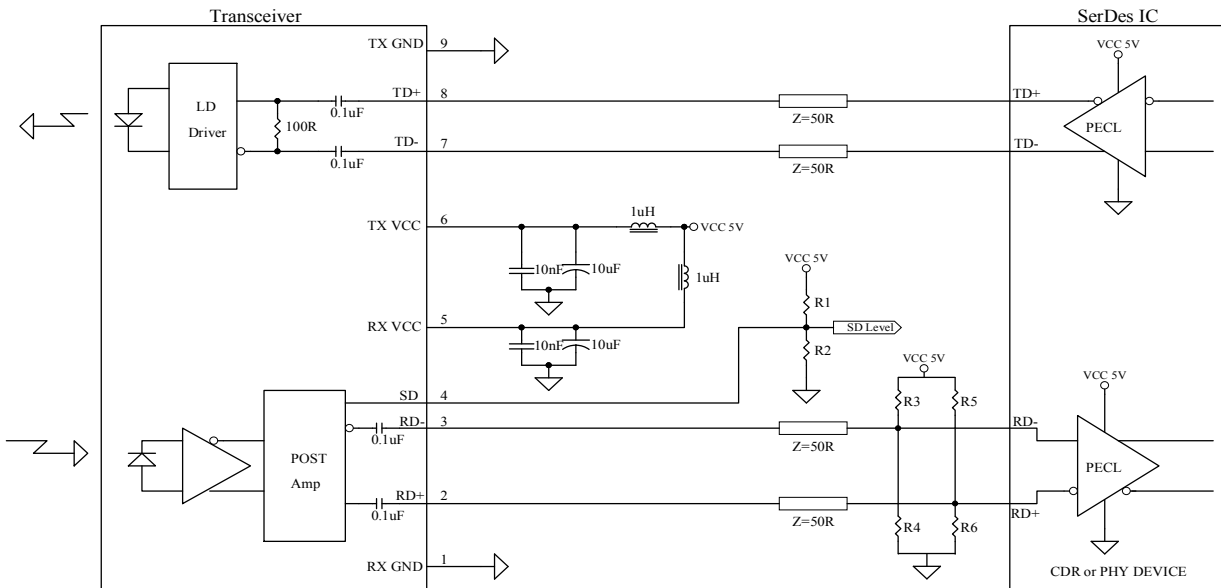 Transceiver
SerDes IC
TX GND
9
VCC 5V
TD+
8
TD+
LD
Driver
100R
0.1uF
Z=50R
PECL
TD-
7
TD-
0.1uF
Z=50R
1uH
TX VCC
6
VCC 5V
VCC 5V
10nF
10uF
1uH
R1
RX VCC
5
SD Level
10nF
10uF
R2
VCC 5V
VCC 5V
SD
4
R3
R5
RD-
3
RD-
0.1uF
Z=50R
POST
Amp
PECL
RD+
2
0.1uF
Z=50R
RD+
R4
R6
RX GND
1
CDR or PHY DEVICE